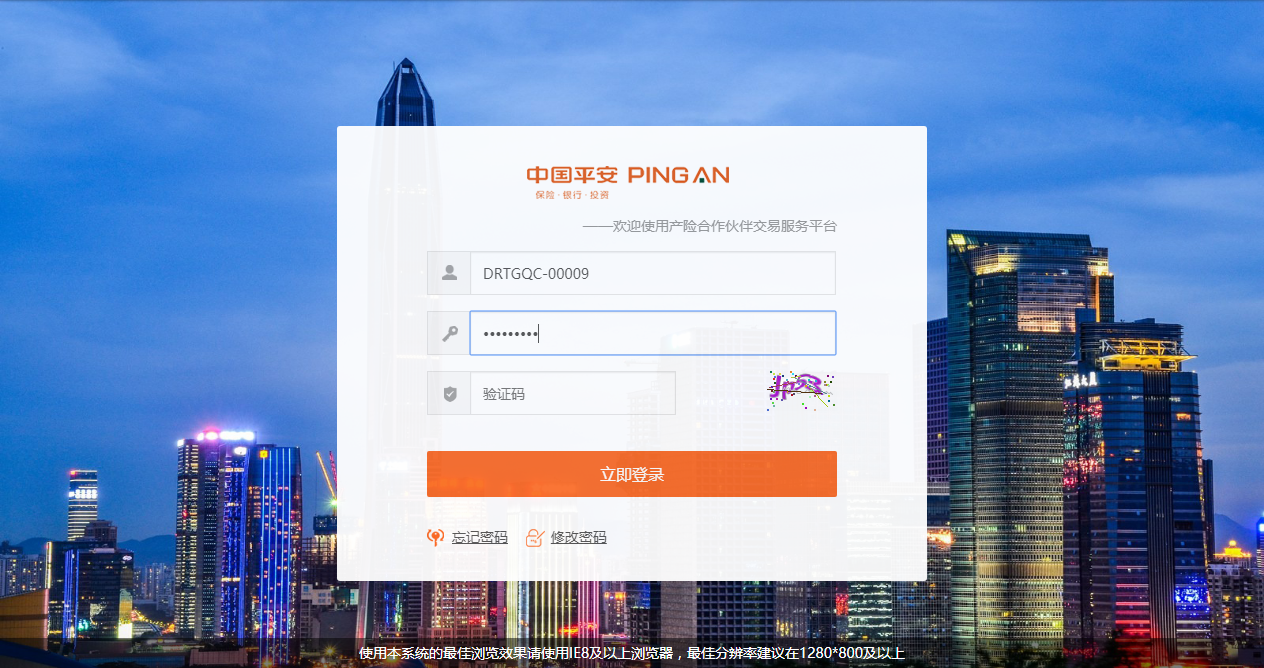 中国平安 PING AN
保险·银行·投资
——欢迎使用产险合作伙伴交易服务平台
DRTGQC-00009
•••••••••
验证码
立即登录
忘记密码 修改密码
使用本系统的最佳浏览效果请使用IE8及以上浏览器，最佳分辨率建议在1280*800及以上